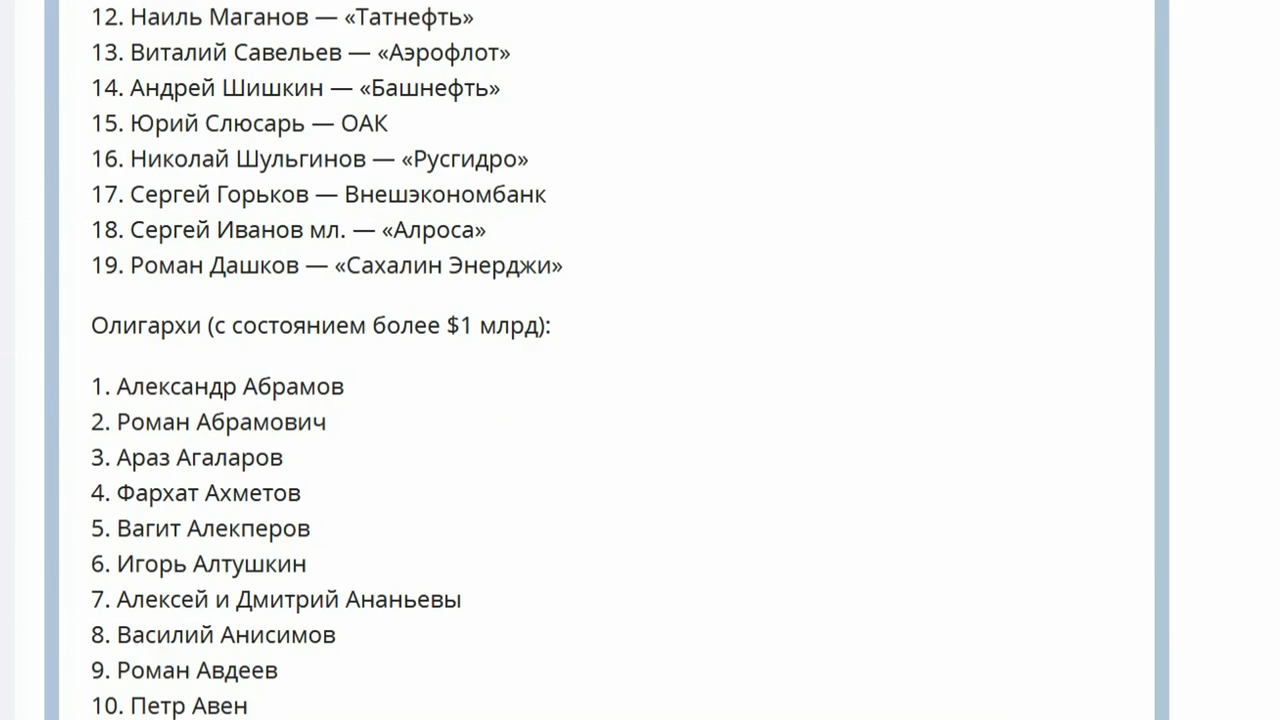 12. Наиль Маганов — «Татнефть»
13. Виталий Савельев — «Аэрофлот»
14. Андрей Шишкин — «Башнефть»
15. Юрий Слюсарь — ОАК
16. Николай Шульгинов — «Русгидро»
17. Сергей Горьков — Внешэкономбанк
18. Сергей Иванов мл. — «Алроса»
19. Роман Дашков — «Сахалин Энерджи»
Олигархи (с состоянием более $1 млрд):
1. Александр Абрамов
2. Роман Абрамович
3. Араз Агаларов
4. Фархат Ахметов
5. Вагит Алекперов
6. Игорь Алтушкин
7. Алексей и Дмитрий Ананьевы
8. Василий Анисимов
9. Роман Авдеев
10. Петр Авен